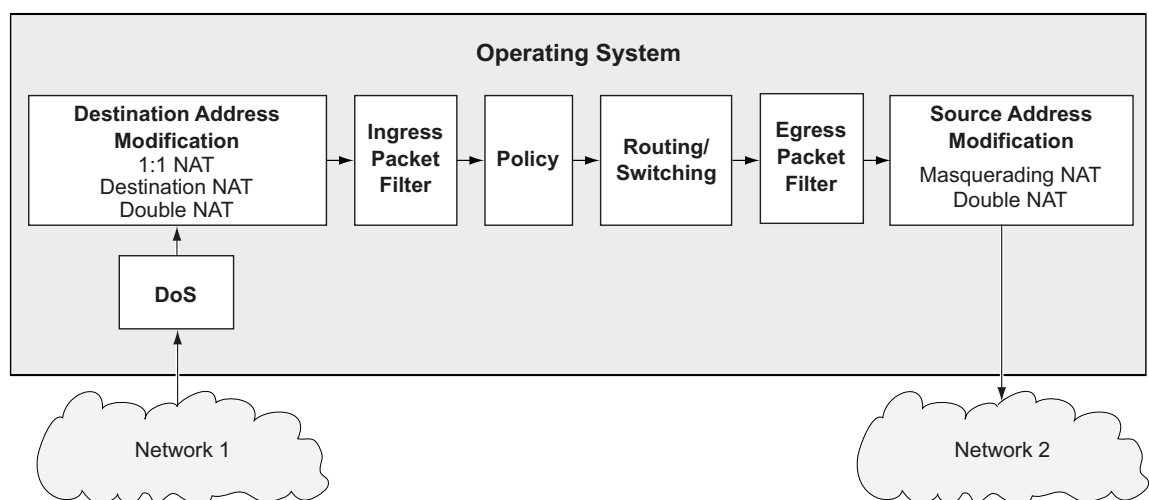 Operating System
Destination Address
Modification
1:1 NAT
Destination NAT
Double NAT
Ingress
Packet
Filter
Policy
Routing/
Switching
Egress
Packet
Filter
Source Address
Modification
Masquerading NAT
Double NAT
DoS
Network 1
Network 2